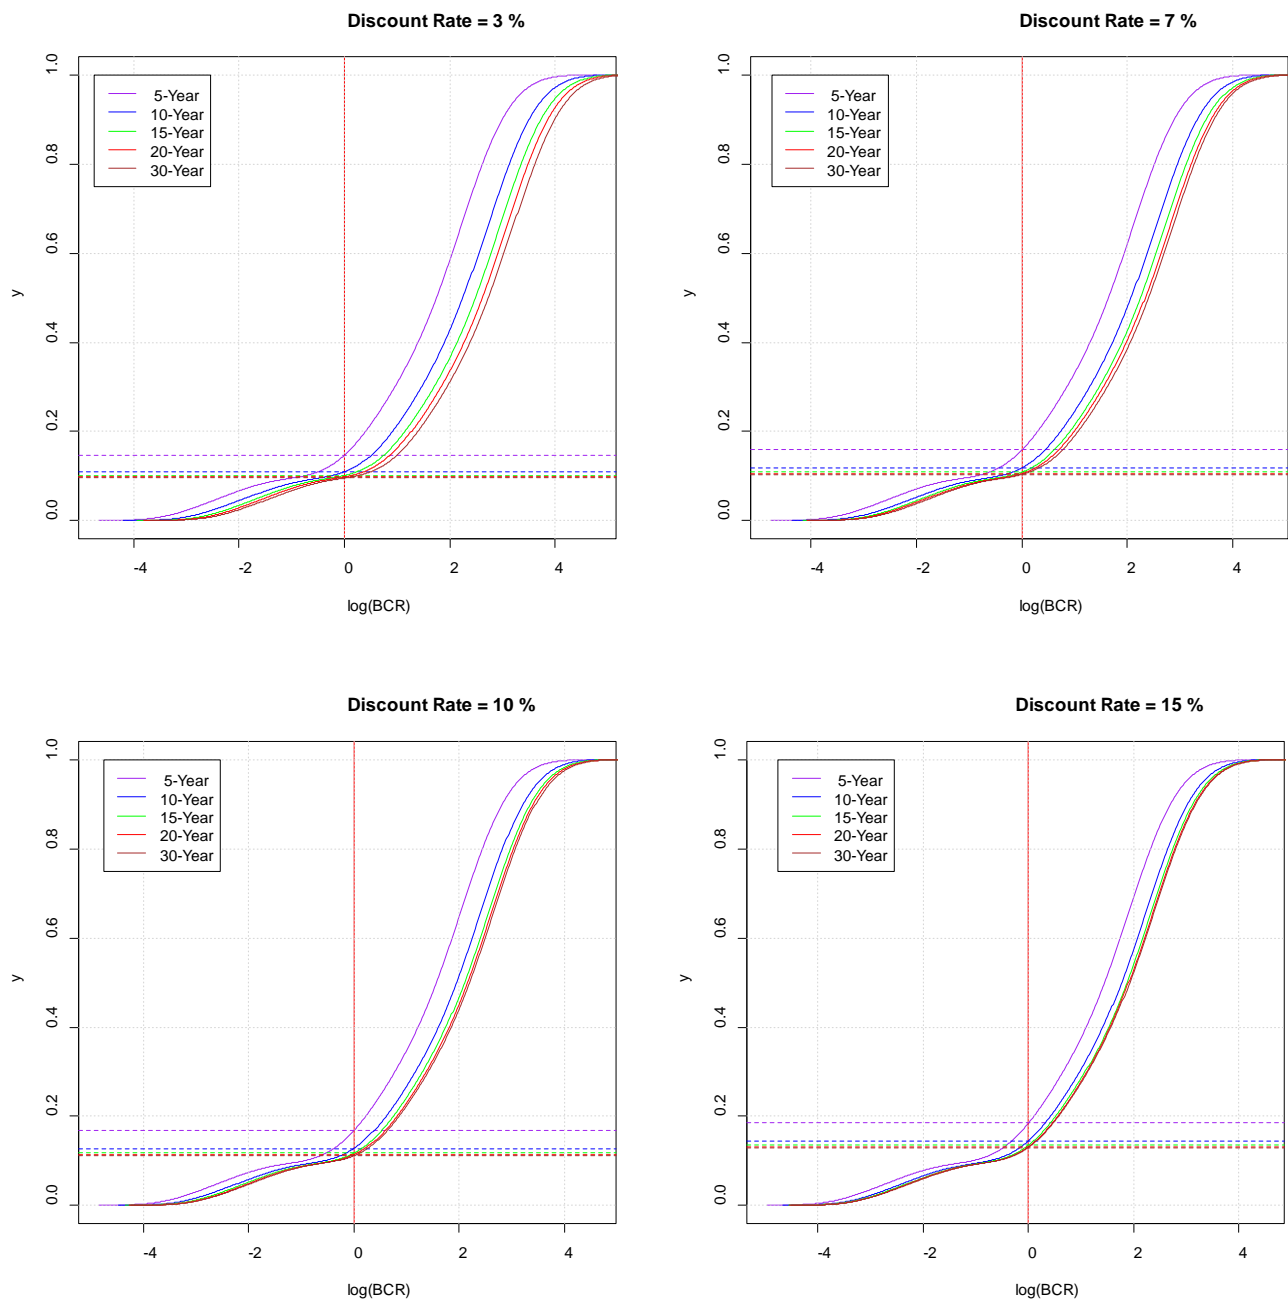 Discount Rate = 3 %
1.0
0.8
0.6
0.4
0.2
0.0
y
5-Year
10-Year
15-Year
20-Year
30-Year
-4 -2 0 2 4
log(BCR)
Discount Rate = 7 %
1.0
0.8
0.6
0.4
0.2
0.0
y
5-Year
10-Year
15-Year
20-Year
30-Year
-4 -2 0 2 4
log(BCR)
Discount Rate = 10 %
1.0
0.8
0.6
0.4
0.2
0.0
y
5-Year
10-Year
15-Year
20-Year
30-Year
-4 -2 0 2 4
log(BCR)
Discount Rate = 15 %
1.0
0.8
0.6
0.4
0.2
0.0
y
5-Year
10-Year
15-Year
20-Year
30-Year
-4 -2 0 2 4
log(BCR)